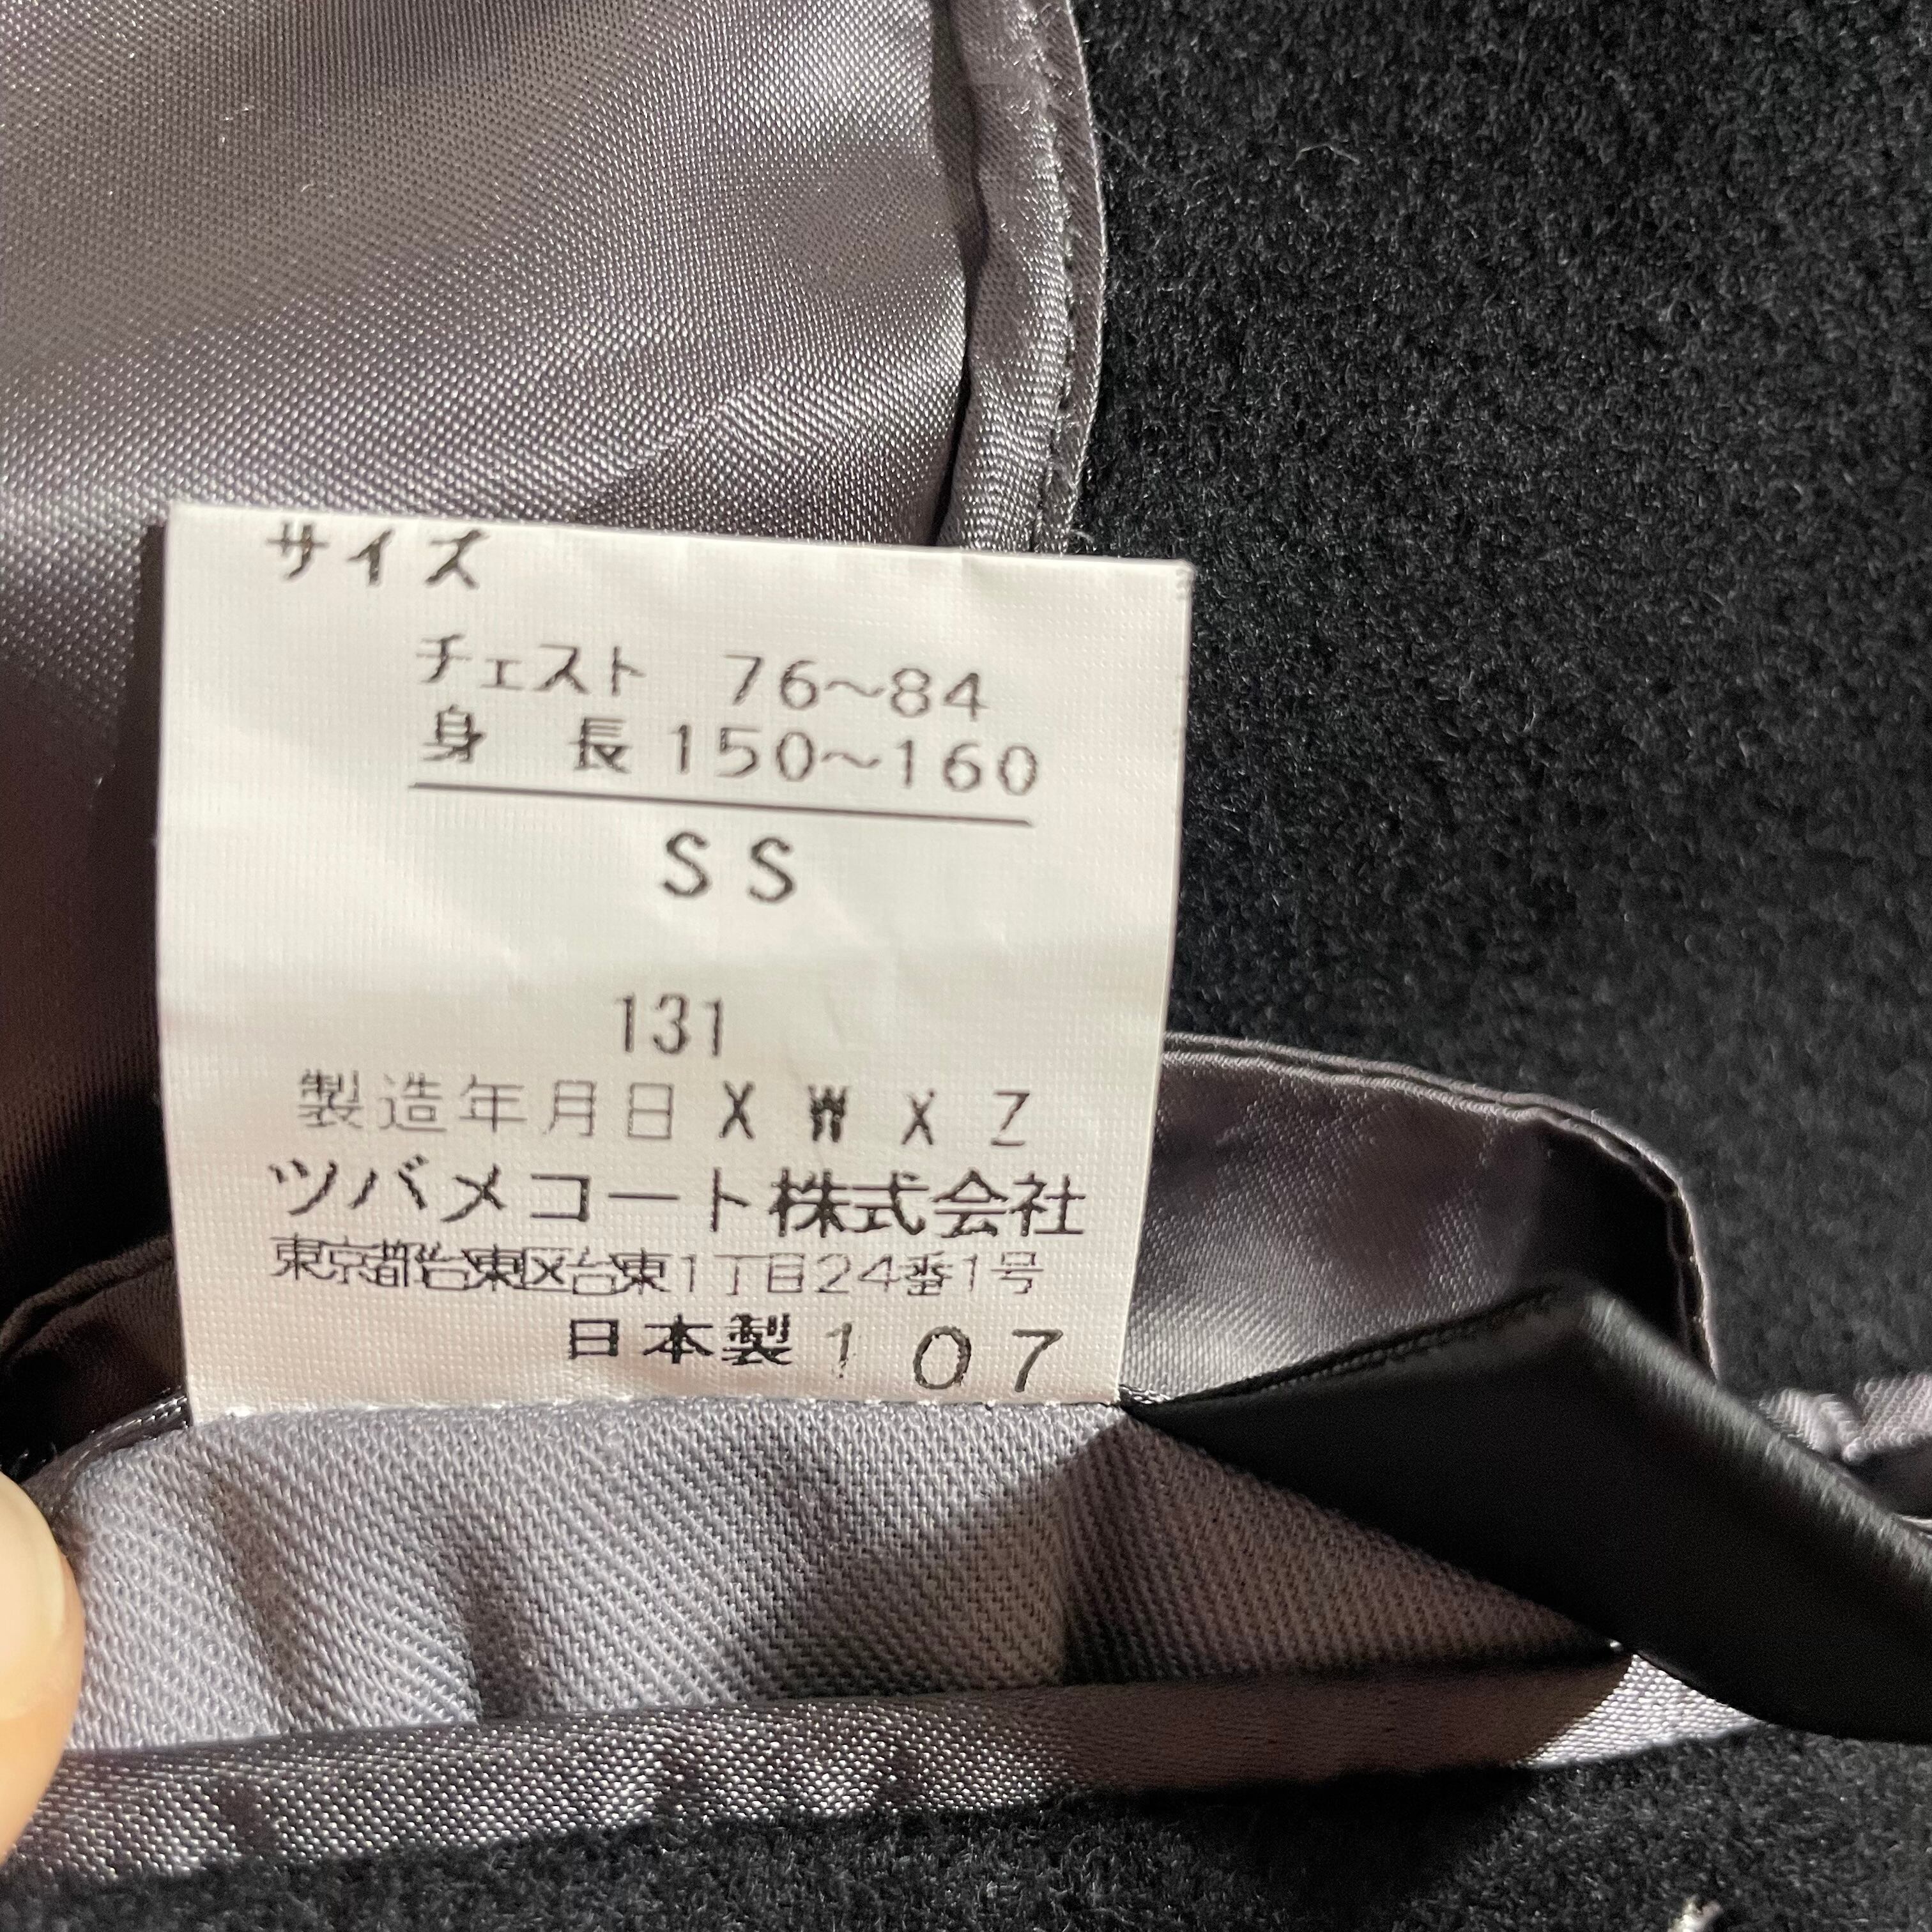 サイズ
チェスト 76～84
身　長 150～160
SS
131
製造年月日 X W X Z
ツバメコート株式会社
東京都台東区台東1丁目24番1号
日本製 107